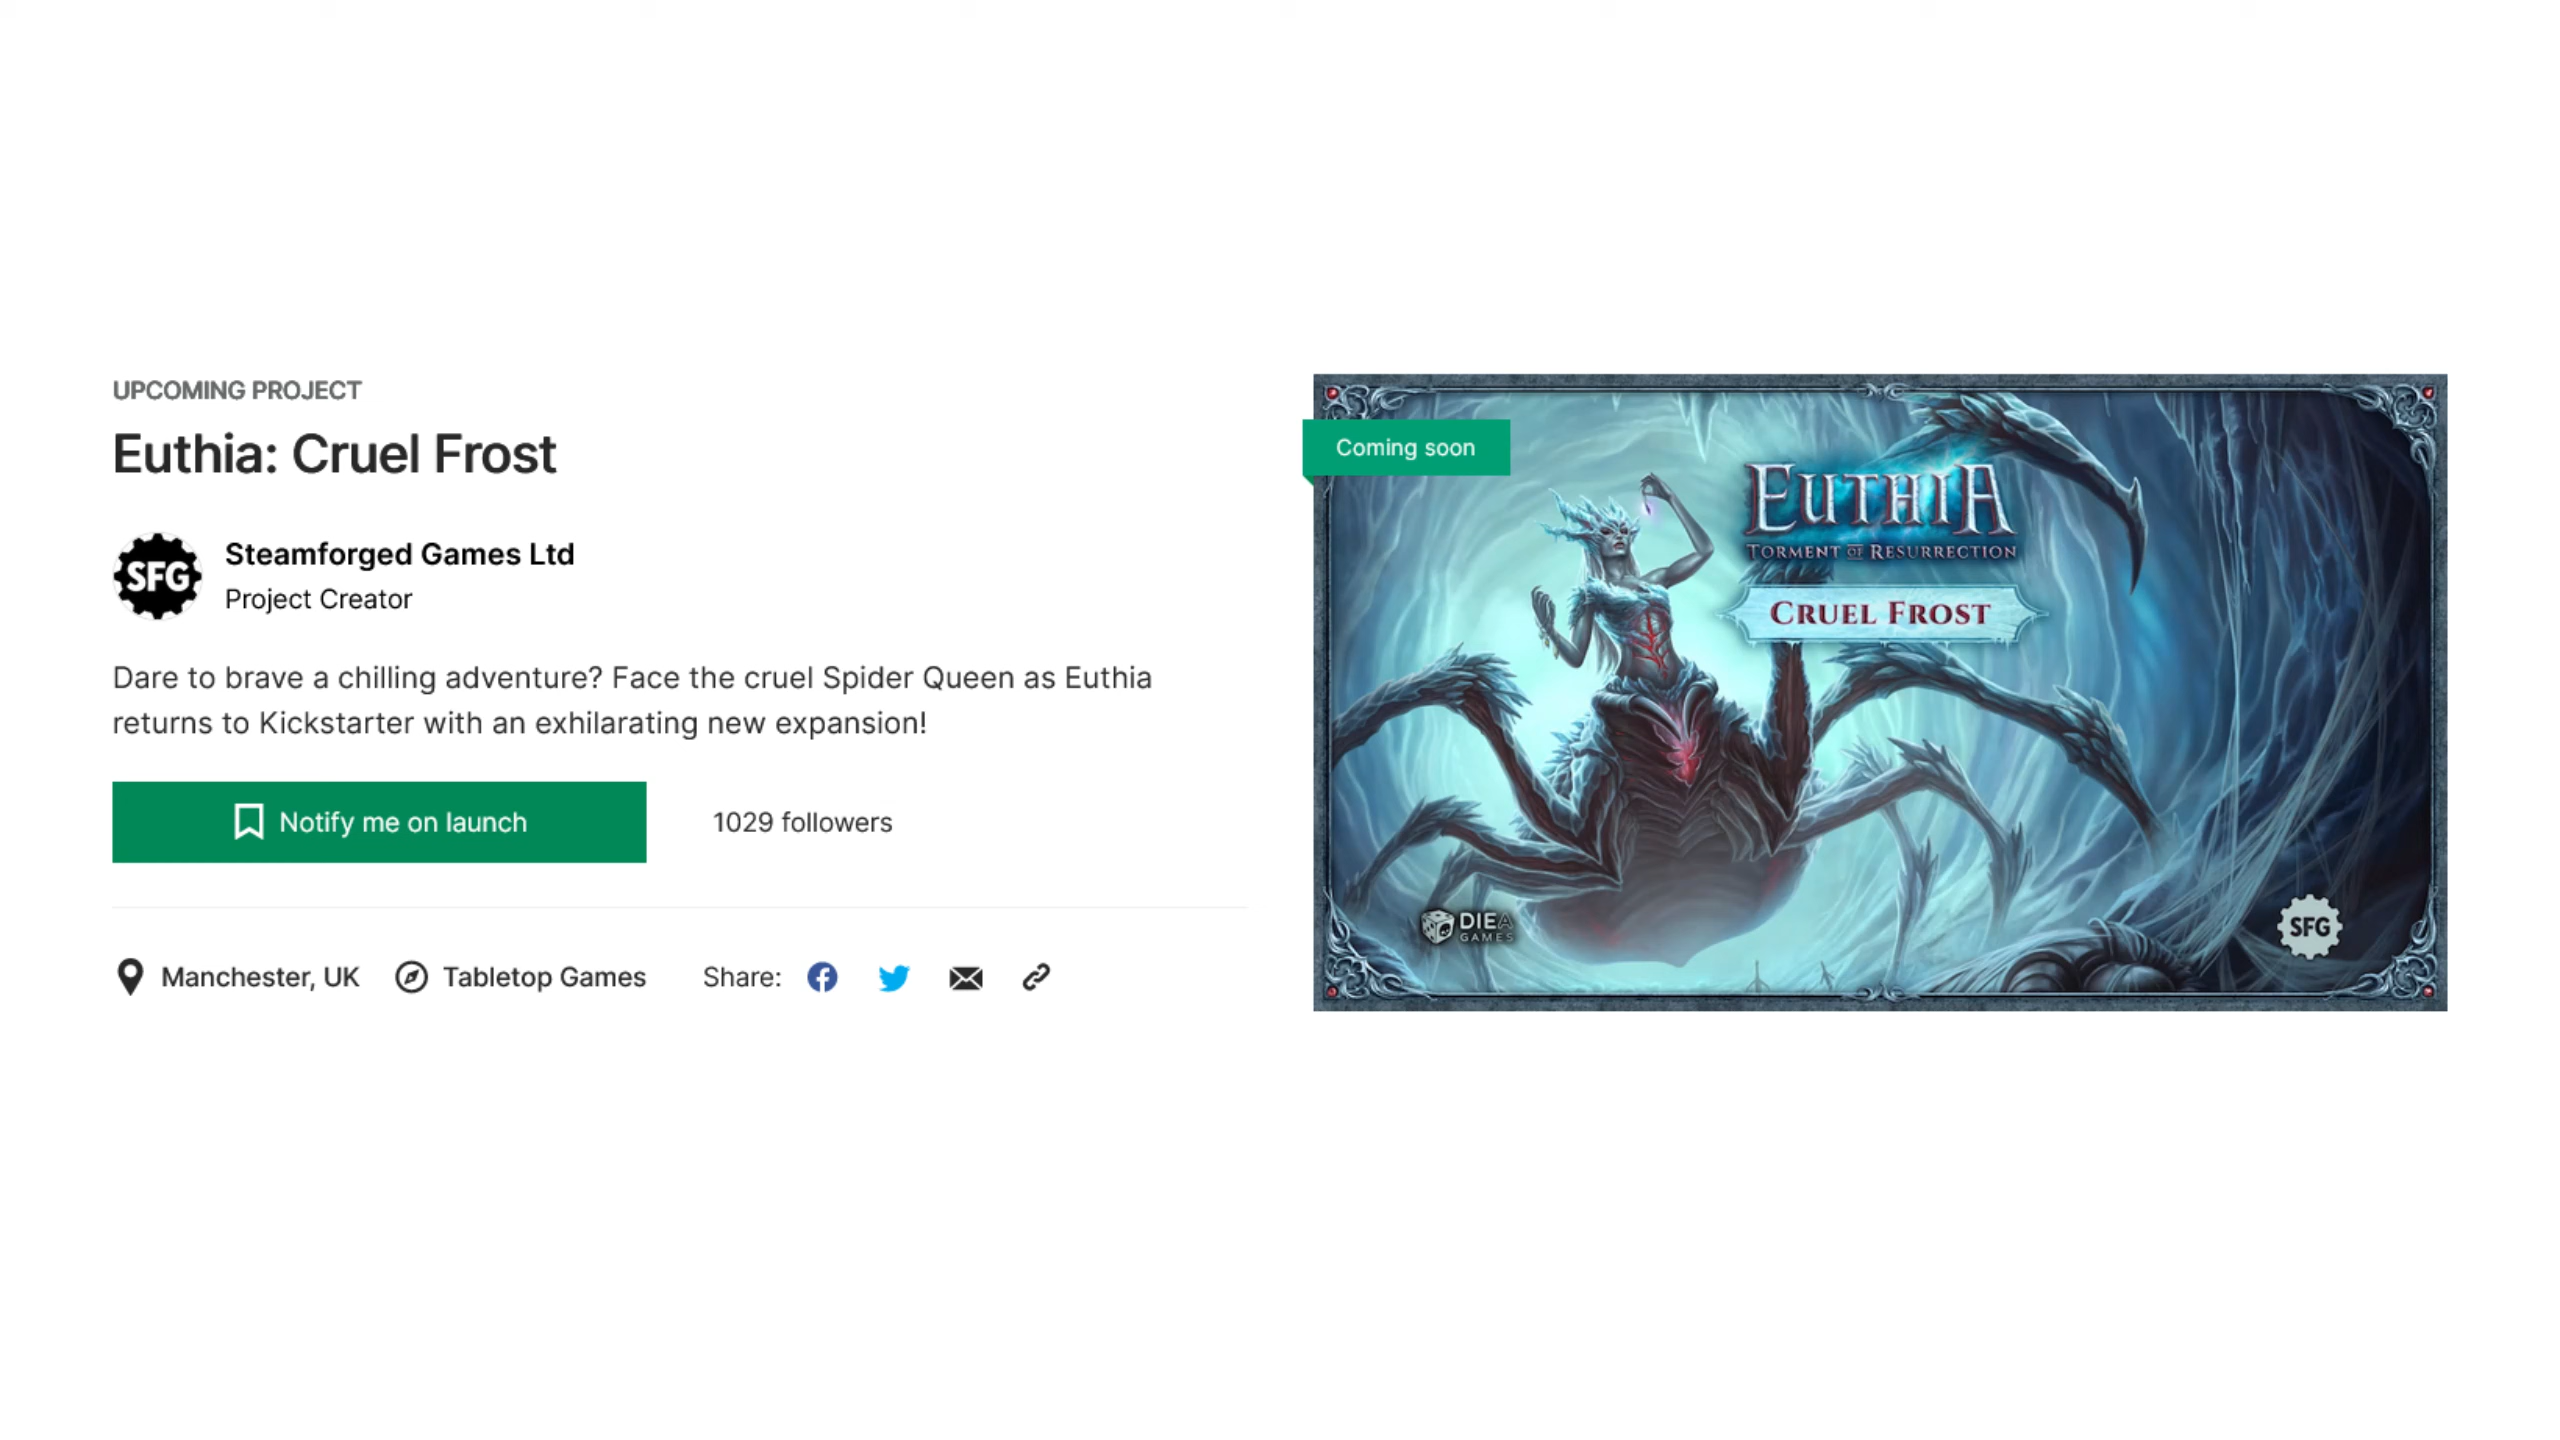 UPCOMING PROJECT
Euthia: Cruel Frost
SFG
Steamforged Games Ltd
Project Creator
Dare to brave a chilling adventure? Face the cruel Spider Queen as Euthia
returns to Kickstarter with an exhilarating new expansion!
Notify me on launch
1029 followers
Manchester, UK
Tabletop Games
Share:
Coming soon
EUTHIA
TORMENT OF RESURRECTION
CRUEL FROST
DIEA
GAMES
SFG